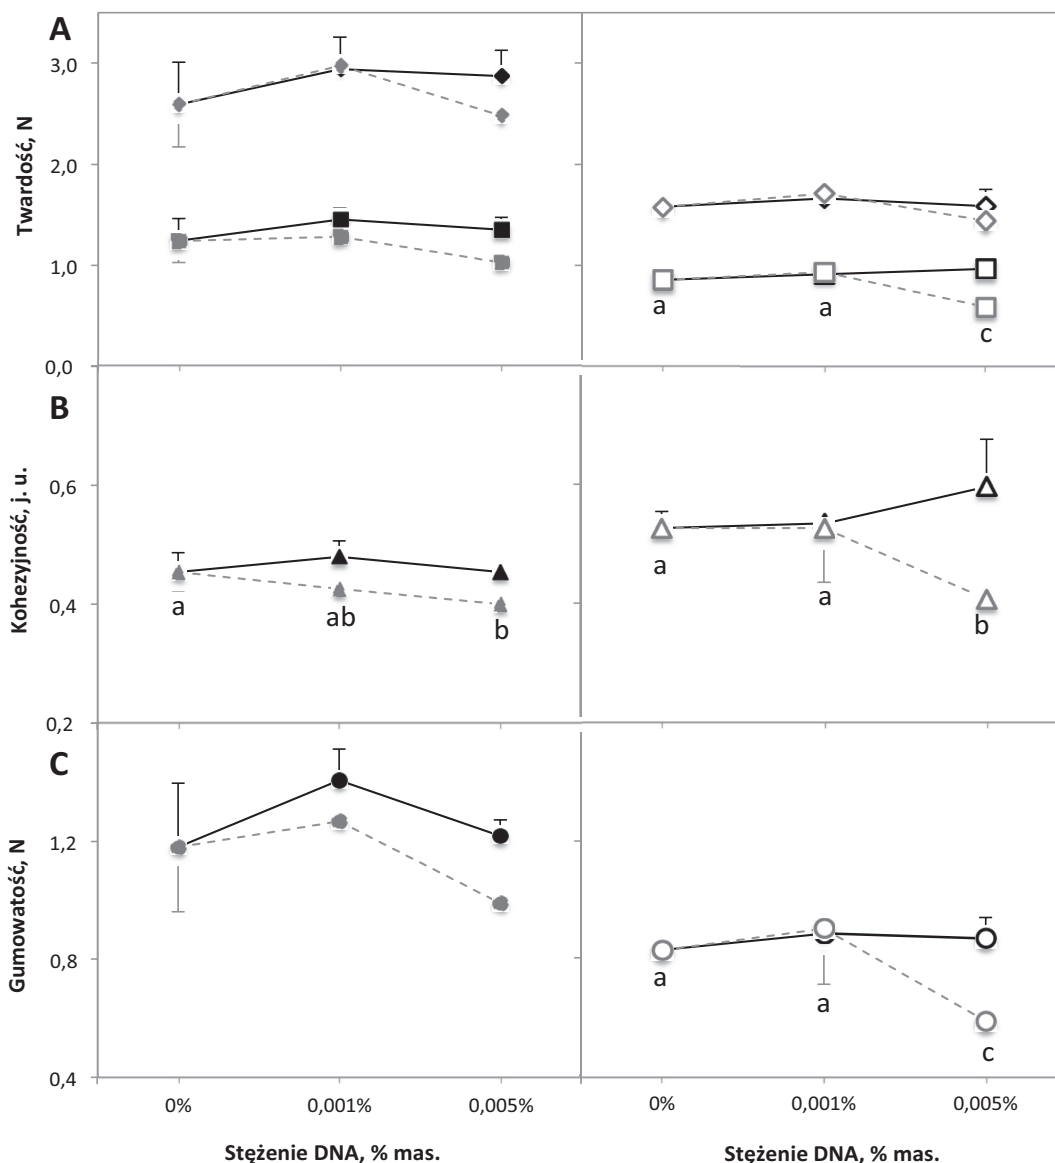 A
Twardość, N
3,0
2,0
1,0
0,0
a
a
c
B
Kohezyjność, j. u.
0,6
0,4
0,2
a
ab
b
a
a
b
C
Gumowatość, N
1,2
0,8
0,4
a
a
c
0%
0,001%
0,005%
0%
0,001%
0,005%
Stężenie DNA, % mas.
Stężenie DNA, % mas.